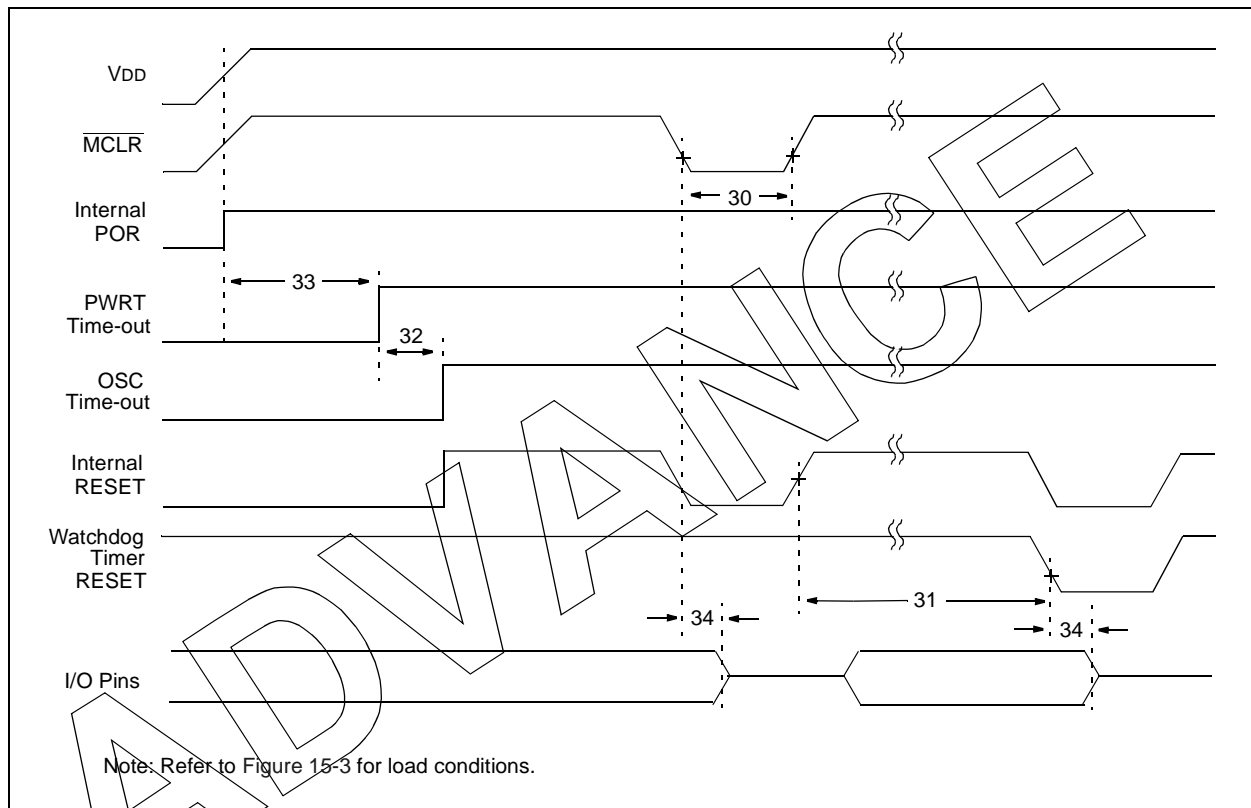 VDD
MCLR
30
Internal
POR
33
PWRT
Time-out
32
OSC
Time-out
Internal
RESET
Watchdog
Timer
RESET
31
34
34
I/O Pins
Note: Refer to Figure 15-3 for load conditions.
ADVANCE